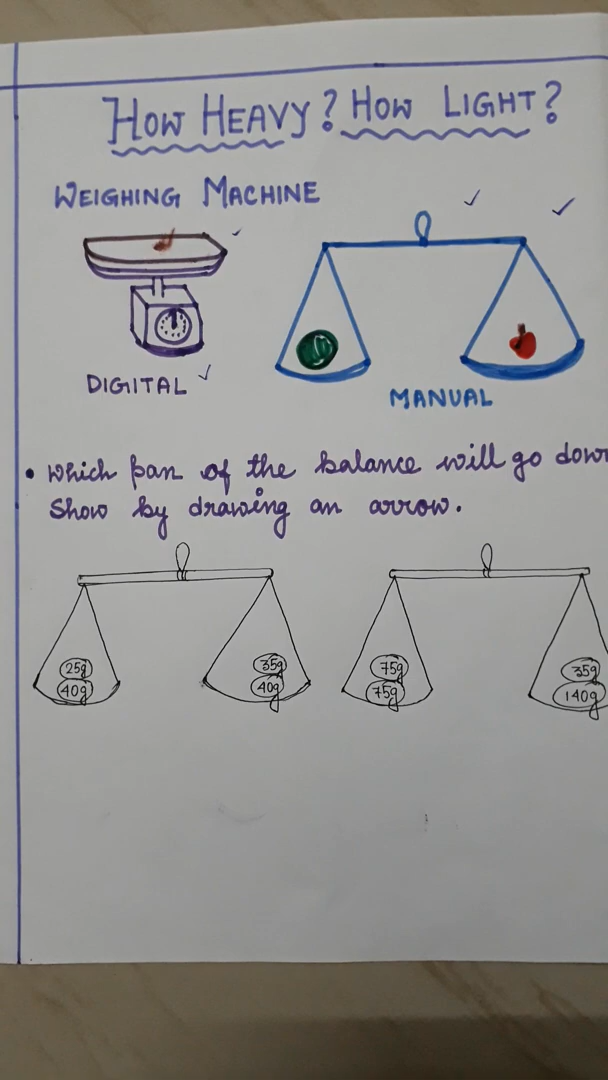 HOW HEAVY? HOW LIGHT?
WEIGHING MACHINE
DIGITAL
MANUAL
• Which pan of the balance will go down
Show by drawing an arrow.
25g 35g 75g 35g
40g 40g 75g 140g